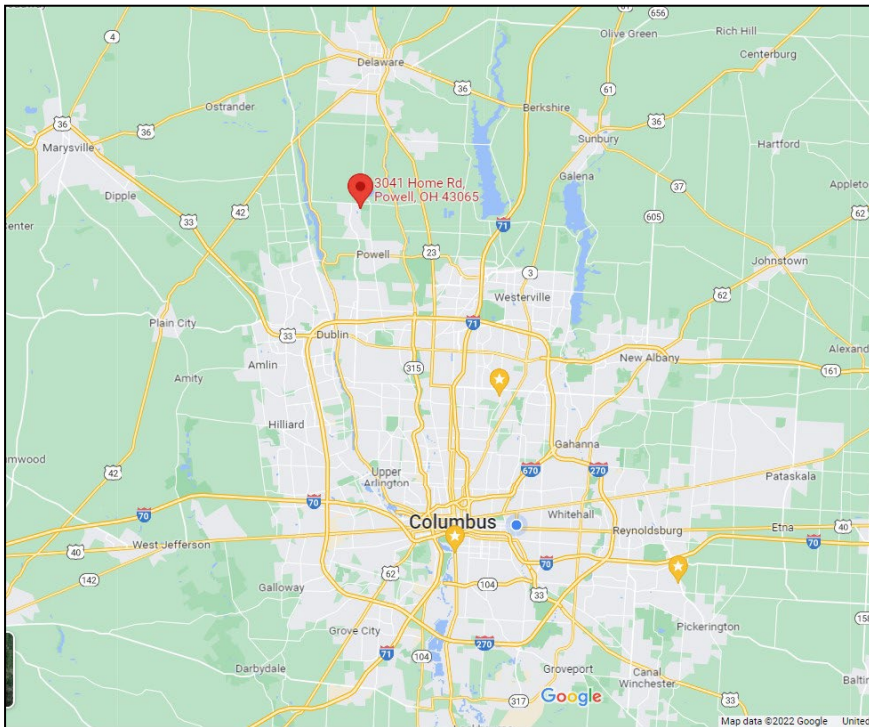 656
61
Olive Green
Rich Hill
4
Centerburg
Delaware
36
Berkshire
61
Ostrander
36
36
Sunbury
36
Marysville
Hartford
Dipple
3041 Home Rd,
Powell, OH 43065
Galena
37
Appleto
Center
42
33
605
62
71
23
Powell
3
Johnstown
Westerville
62
Plain City
33
Dublin
71
New Albany
Alexand
Amlin
315
161
Amity
Hilliard
Gahanna
42
Upper
Arlington
670
270
Pataskala
70
70
Columbus
Whitehall
Reynoldsburg
Etna
40
40
West Jefferson
70
70
142
Galloway
62
104
33
Grove City
Pickerington
270
71
104
Darbydale
Groveport
Canal
Winchester
Baltim
317
Google
33
Map data ©2022 Google
United